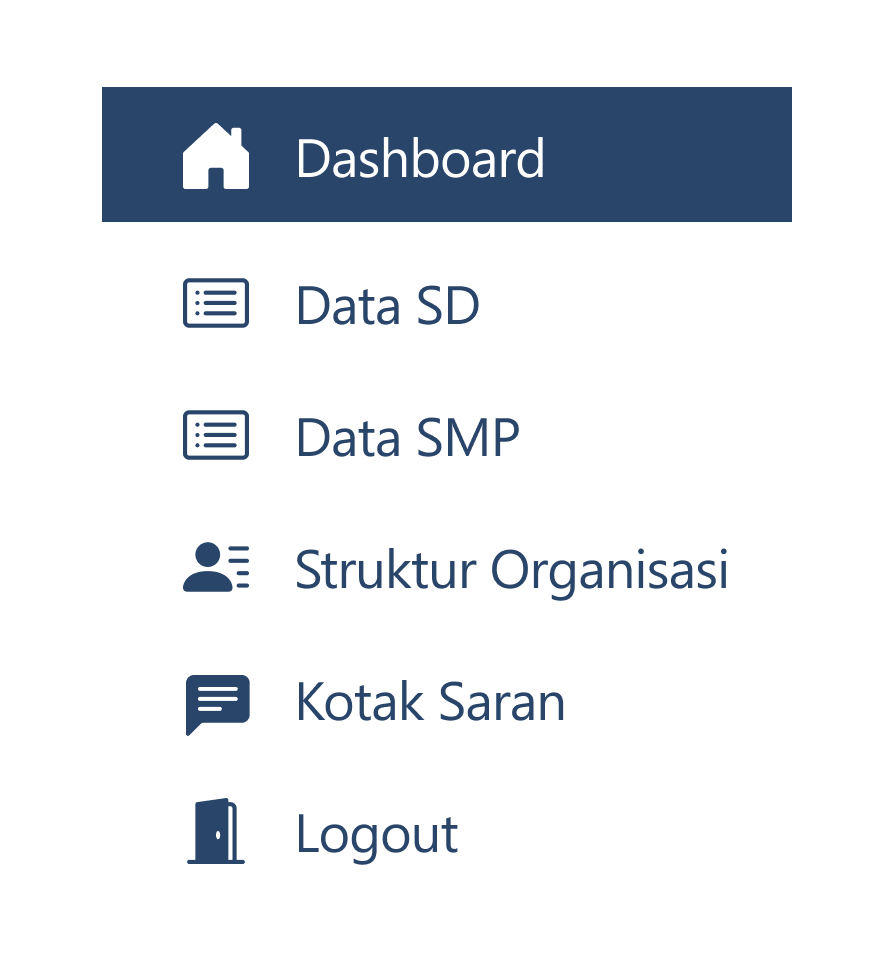 Dashboard
Data SD
Data SMP
Struktur Organisasi
Kotak Saran
Logout